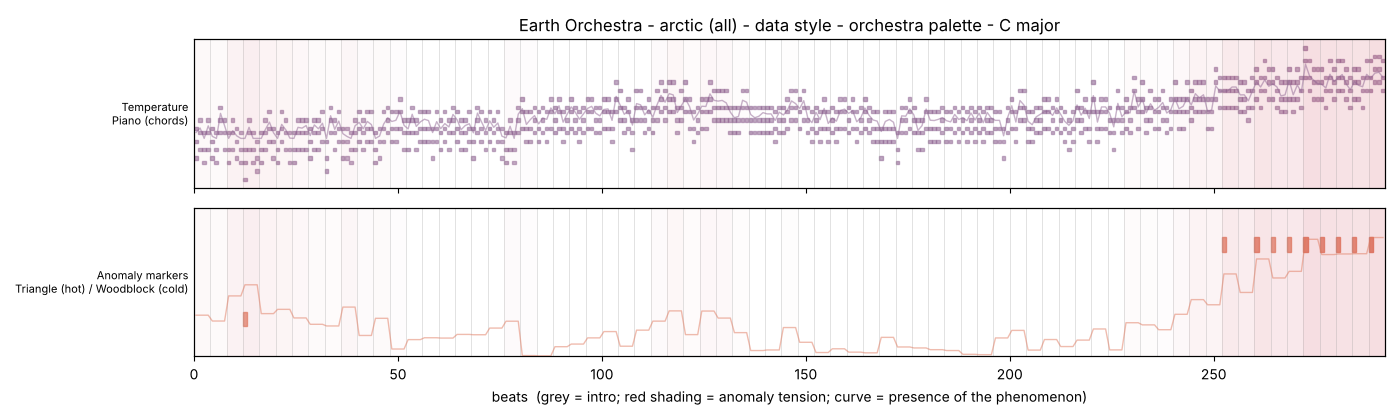 Earth Orchestra - arctic (all) - data style - orchestra palette - C major
Temperature
Piano (chords)
Anomaly markers
Triangle (hot) / Woodblock (cold)
0 50 100 150 200 250
beats  (grey = intro; red shading = anomaly tension; curve = presence of the phenomenon)